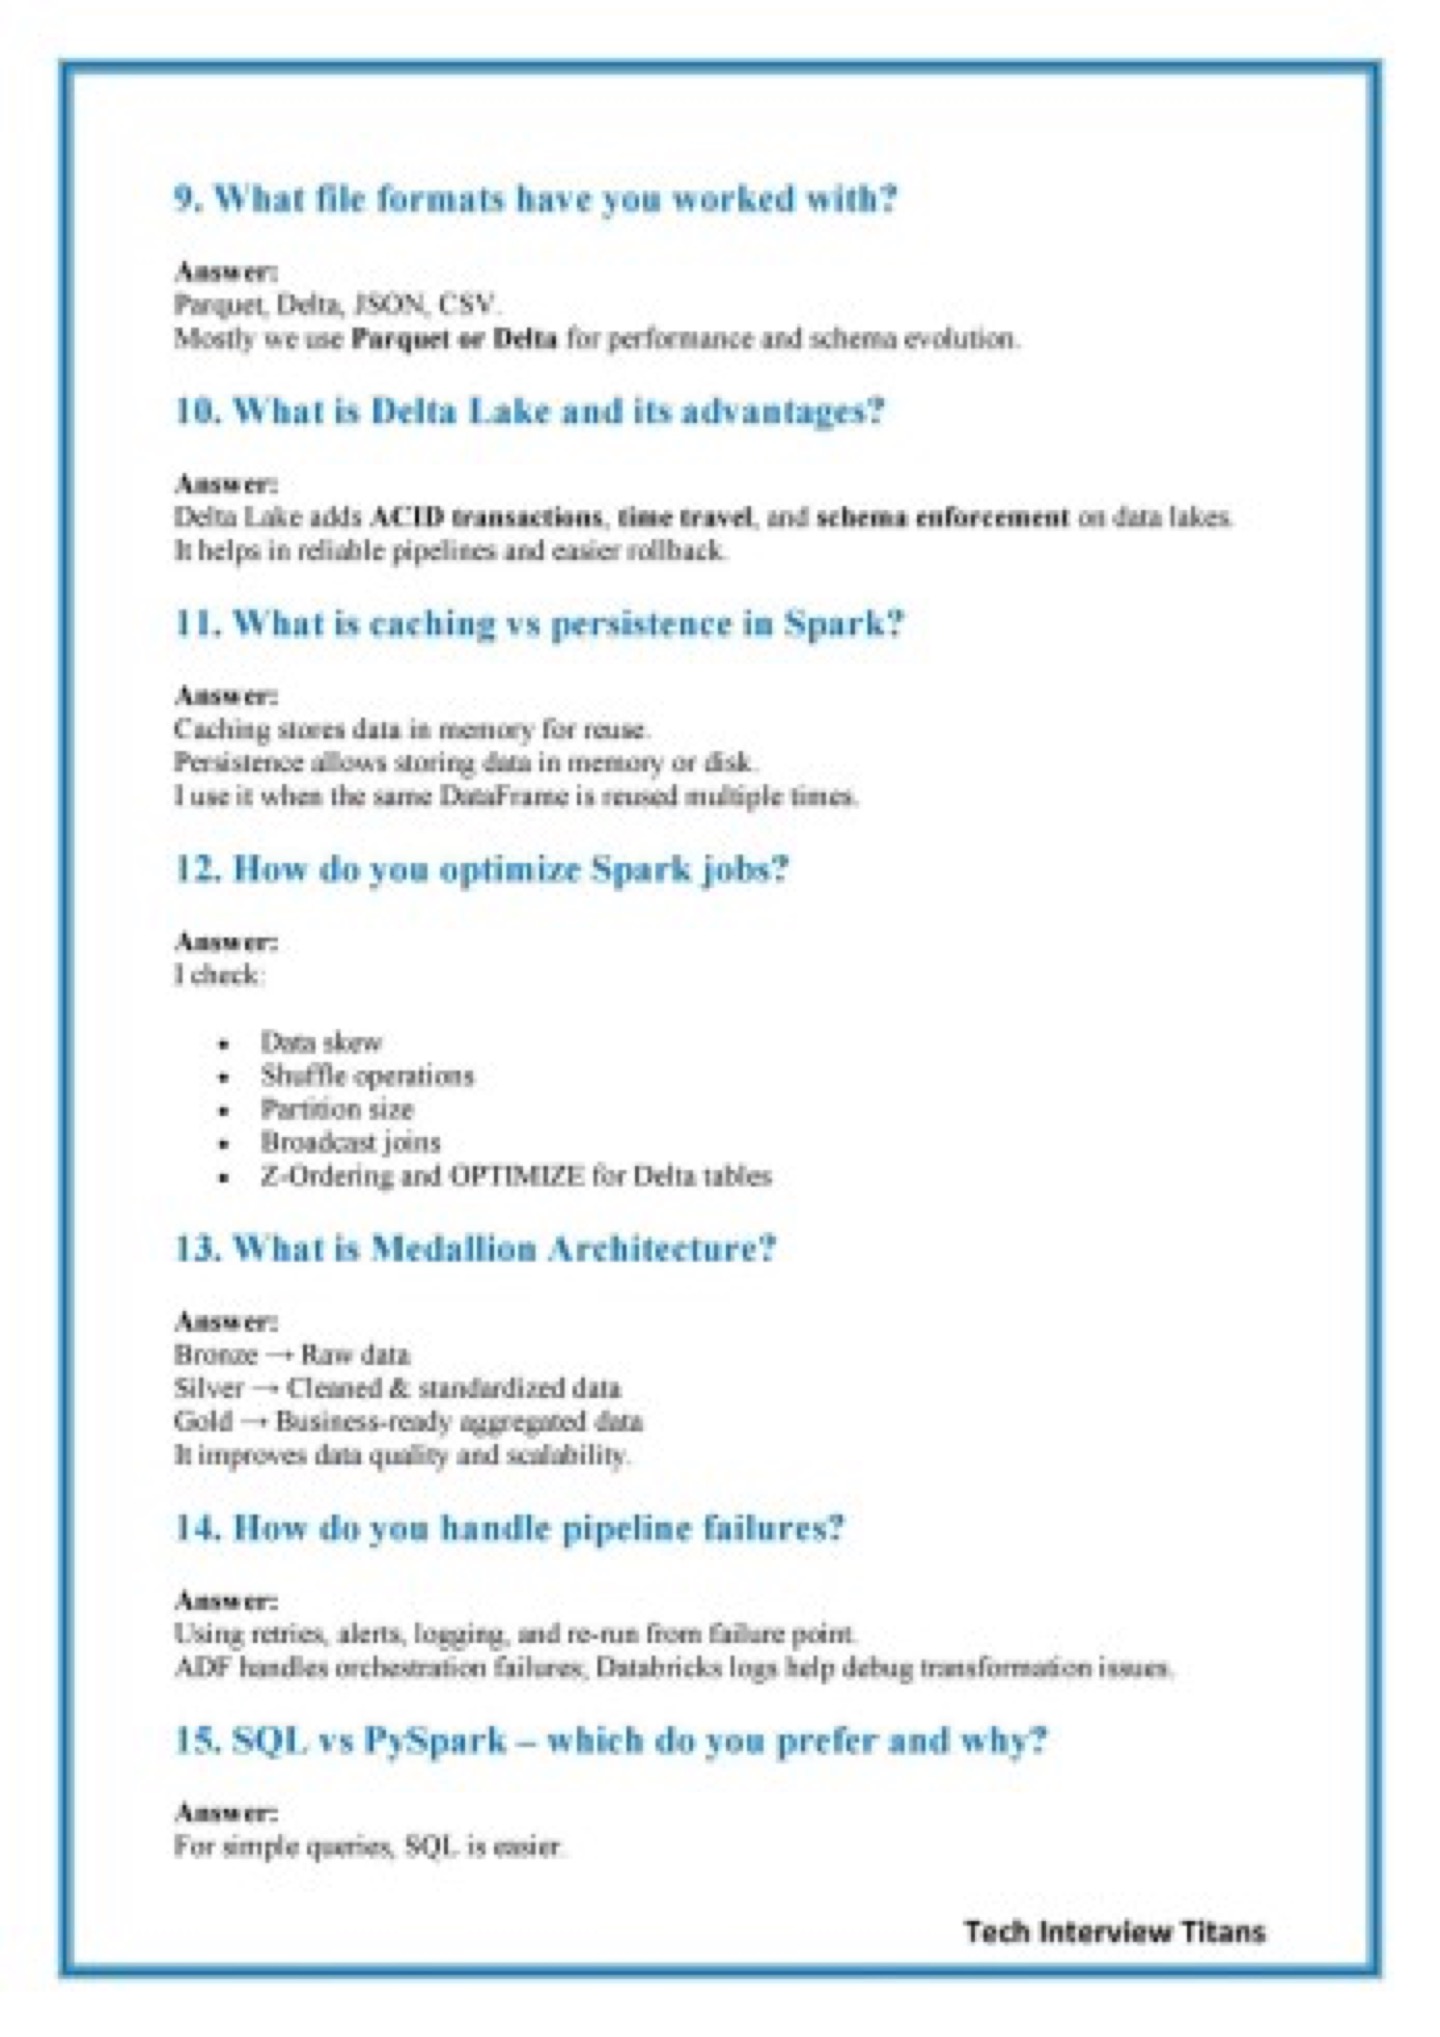 9. What file formats have you worked with?
Answer:
Parquet, Delta, JSON, CSV.
Mostly we use Parquet or Delta for performance and schema evolution.
10. What is Delta Lake and its advantages?
Answer:
Delta Lake adds ACID transactions, time travel, and schema enforcement on data lakes.
It helps in reliable pipelines and easier rollback.
11. What is caching vs persistence in Spark?
Answer:
Caching stores data in memory for reuse.
Persistence allows storing data in memory or disk.
I use it when the same DataFrame is reused multiple times.
12. How do you optimize Spark jobs?
Answer:
I check:
• Data skew
• Shuffle operations
• Partition size
• Broadcast joins
• Z-Ordering and OPTIMIZE for Delta tables
13. What is Medallion Architecture?
Answer:
Bronze → Raw data
Silver → Cleaned & standardized data
Gold → Business-ready aggregated data
It improves data quality and scalability.
14. How do you handle pipeline failures?
Answer:
Using retries, alerts, logging, and re-run from failure point.
ADF handles orchestration failures; Databricks logs help debug transformation issues.
15. SQL vs PySpark – which do you prefer and why?
Answer:
For simple queries, SQL is easier.
Tech Interview Titans